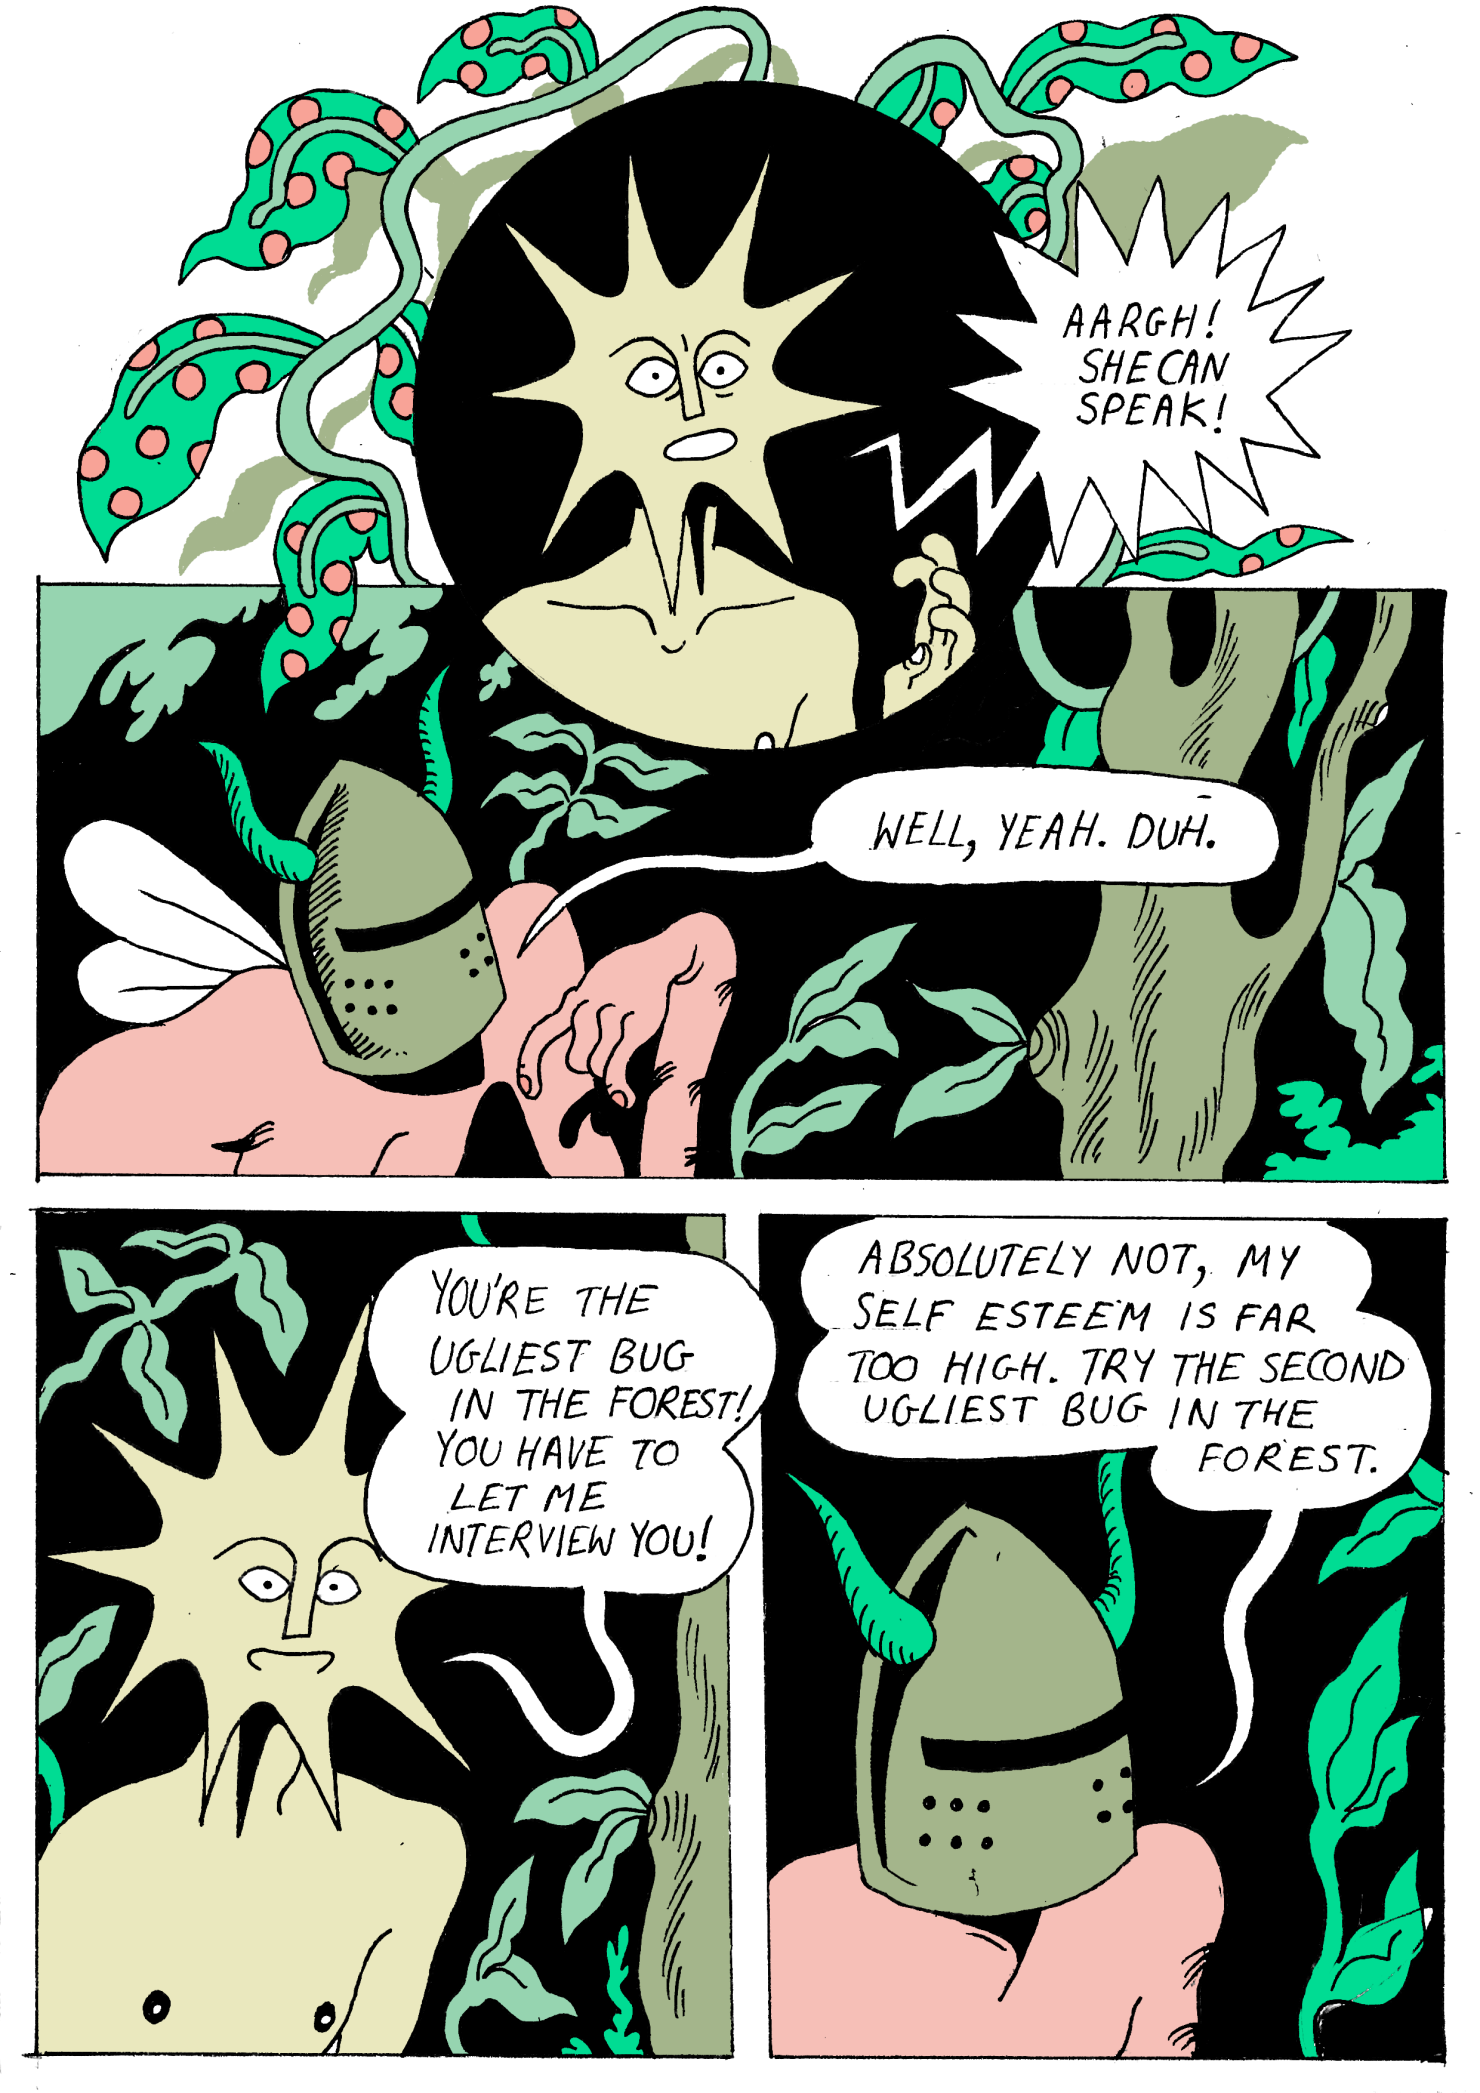 AARGH!
SHE CAN
SPEAK!
WELL, YEAH. DUH.
YOU'RE THE
UGLIEST BUG
IN THE FOREST!
YOU HAVE TO
LET ME
INTERVIEW YOU!
ABSOLUTELY NOT, MY
SELF ESTEEM IS FAR
TOO HIGH. TRY THE SECOND
UGLIEST BUG IN THE
FOREST.